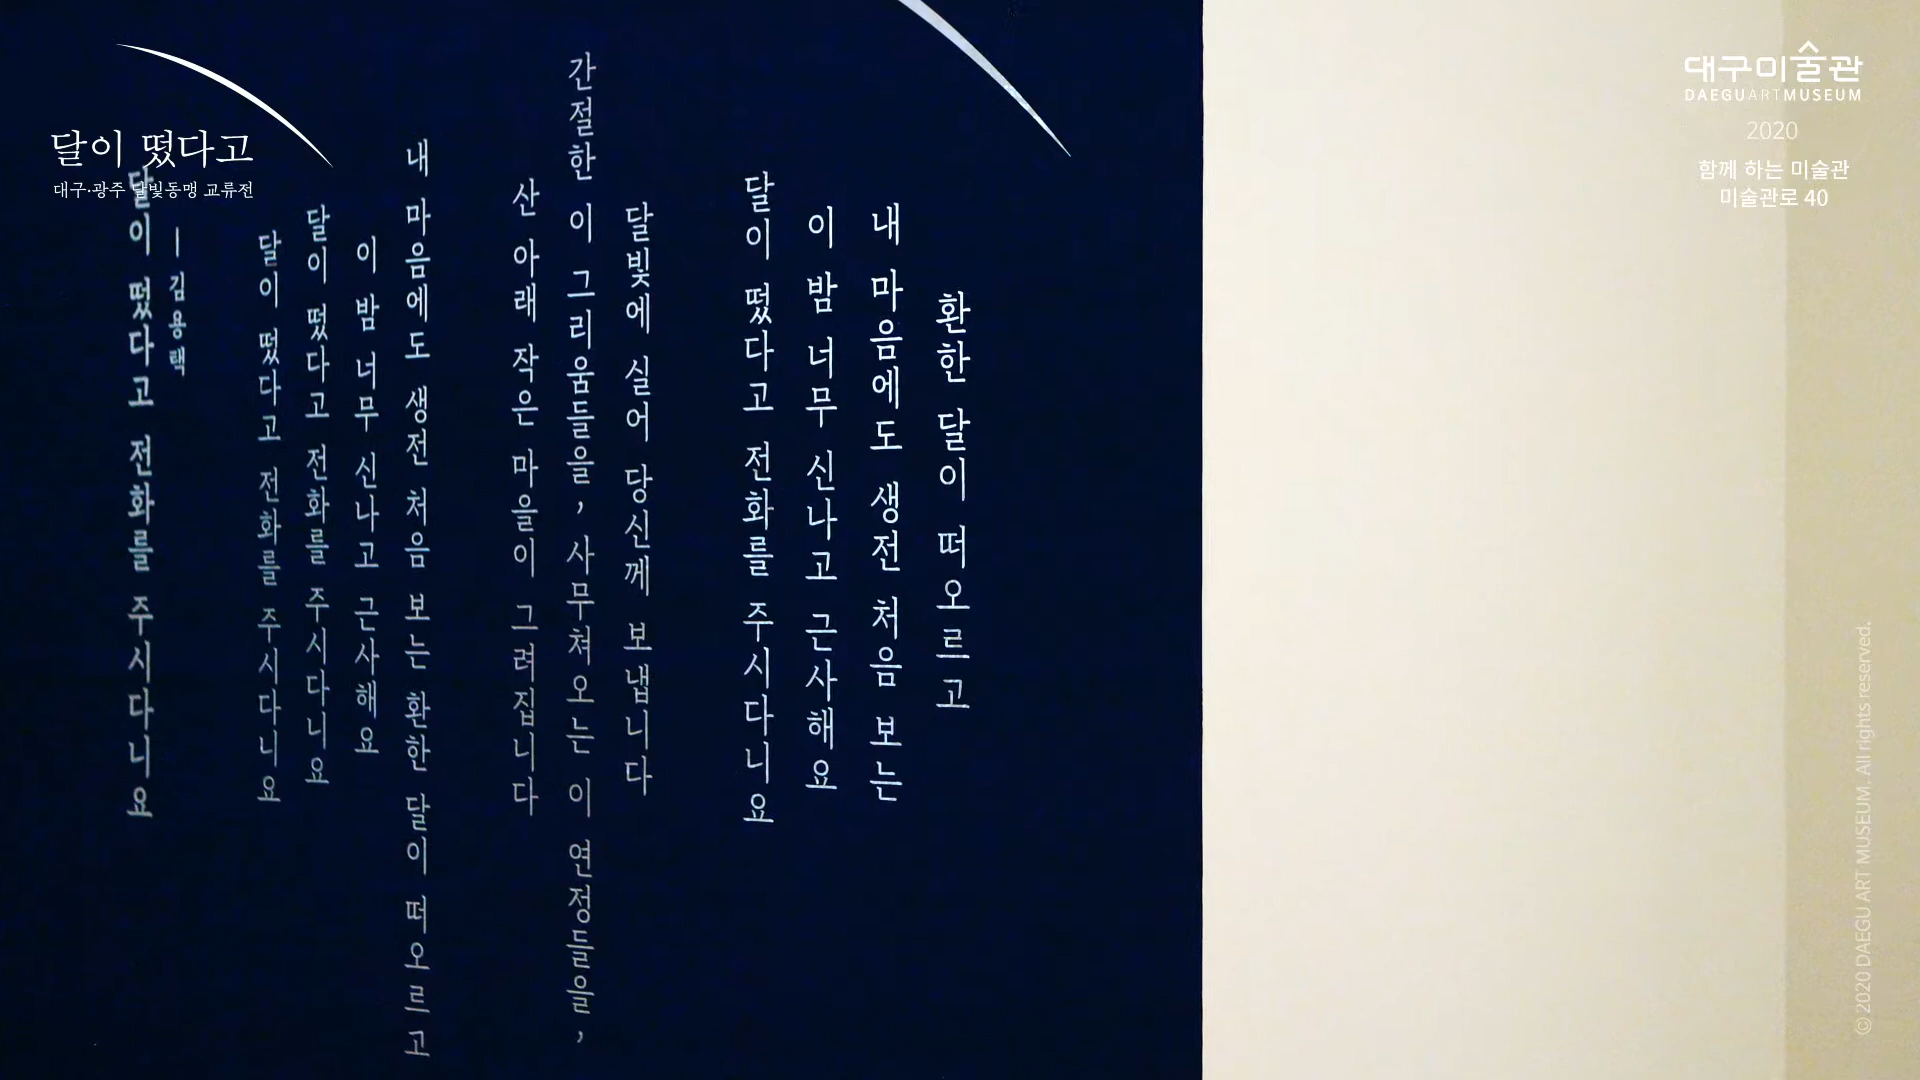 달이 떴다고
대구·광주 달빛동맹 교류전
대구미술관
DAEGUARTMUSEUM
2020
함께 하는 미술관
미술관로 40
달이 떴다고 전화를 주시다니요
— 김용택
달이 떴다고 전화를 주시다니요
달이 떴다고 전화를 주시다니요
이 밤 너무 신나고 근사해요
내 마음에도 생전 처음 보는 환한 달이 떠오르고
산 아래 작은 마을이 그려집니다
간절한 이 그리움들을, 사무쳐 오는 이 연정들을,
달빛에 실어 당신께 보냅니다
달이 떴다고 전화를 주시다니요
이 밤 너무 신나고 근사해요
내 마음에도 생전 처음 보는
환한 달이 떠오르고
© 2020 DAEGU ART MUSEUM. All rights reserved.